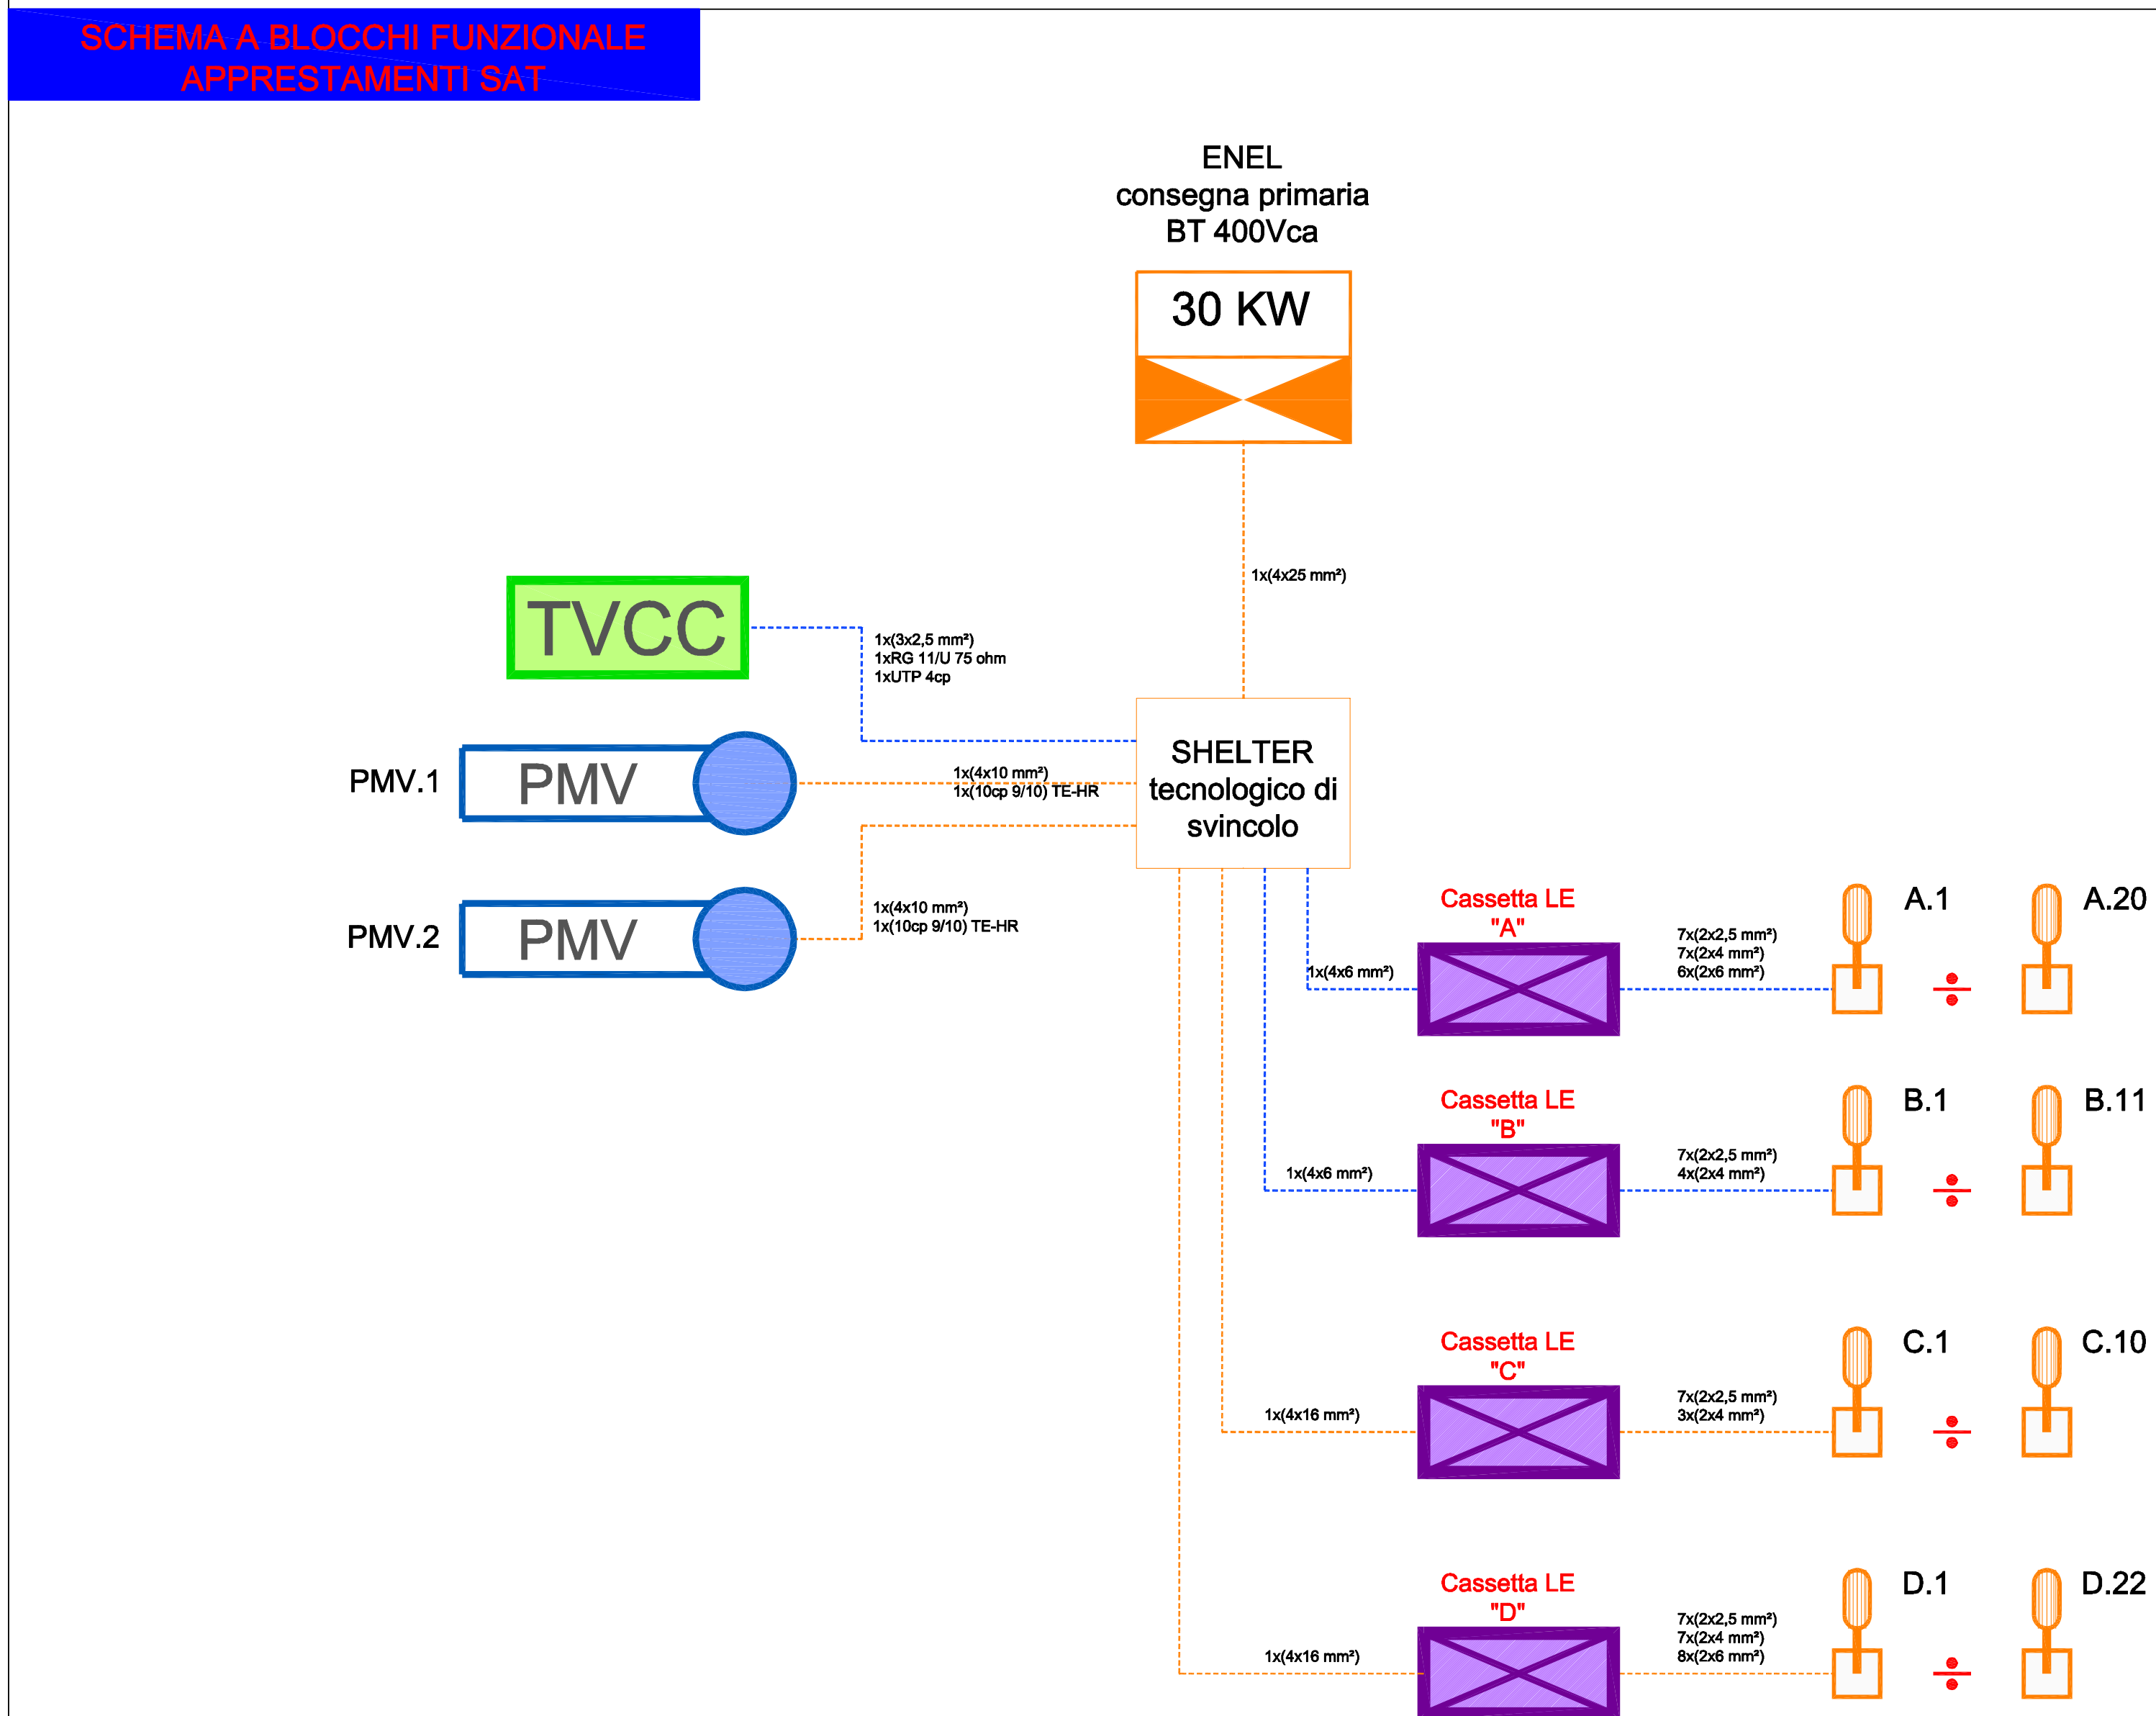 SCHEMA A BLOCCHI FUNZIONALE
APPRESTAMENTI SAT
ENEL
consegna primaria
BT 400Vca
30 KW
1x(4x25 mm²)
TVCC
1x(3x2,5 mm²)
1xRG 11/U 75 ohm
1xUTP 4cp
SHELTER
tecnologico di
svincolo
PMV.1
PMV
1x(4x10 mm²)
1x(10cp 9/10) TE-HR
PMV.2
PMV
1x(4x10 mm²)
1x(10cp 9/10) TE-HR
Cassetta LE
"A"
1x(4x6 mm²)
7x(2x2,5 mm²)
7x(2x4 mm²)
6x(2x6 mm²)
A.1
A.20
Cassetta LE
"B"
1x(4x6 mm²)
7x(2x2,5 mm²)
4x(2x4 mm²)
B.1
B.11
Cassetta LE
"C"
1x(4x16 mm²)
7x(2x2,5 mm²)
3x(2x4 mm²)
C.1
C.10
Cassetta LE
"D"
1x(4x16 mm²)
7x(2x2,5 mm²)
7x(2x4 mm²)
8x(2x6 mm²)
D.1
D.22